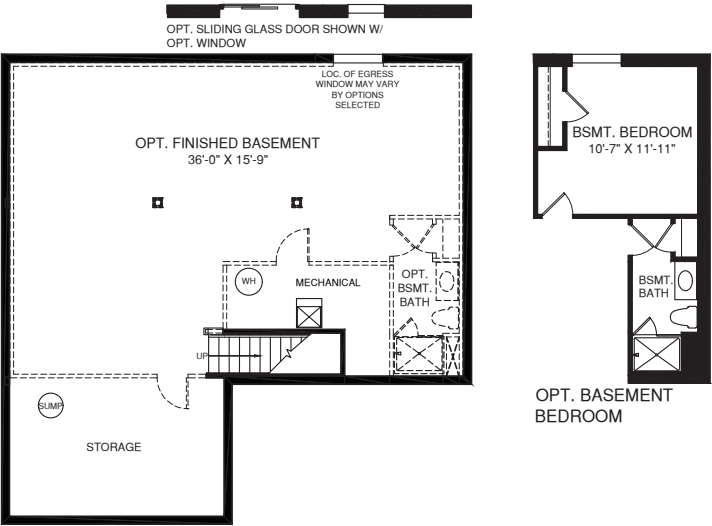 OPT. SLIDING GLASS DOOR SHOWN W/
OPT. WINDOW
LOC. OF EGRESS
WINDOW MAY VARY
BY OPTIONS
SELECTED
OPT. FINISHED BASEMENT
36'-0" X 15'-9"
WH
MECHANICAL
OPT.
BSMT.
BATH
UP
SUMP
STORAGE
BSMT. BEDROOM
10'-7" X 11'-11"
BSMT.
BATH
OPT. BASEMENT
BEDROOM